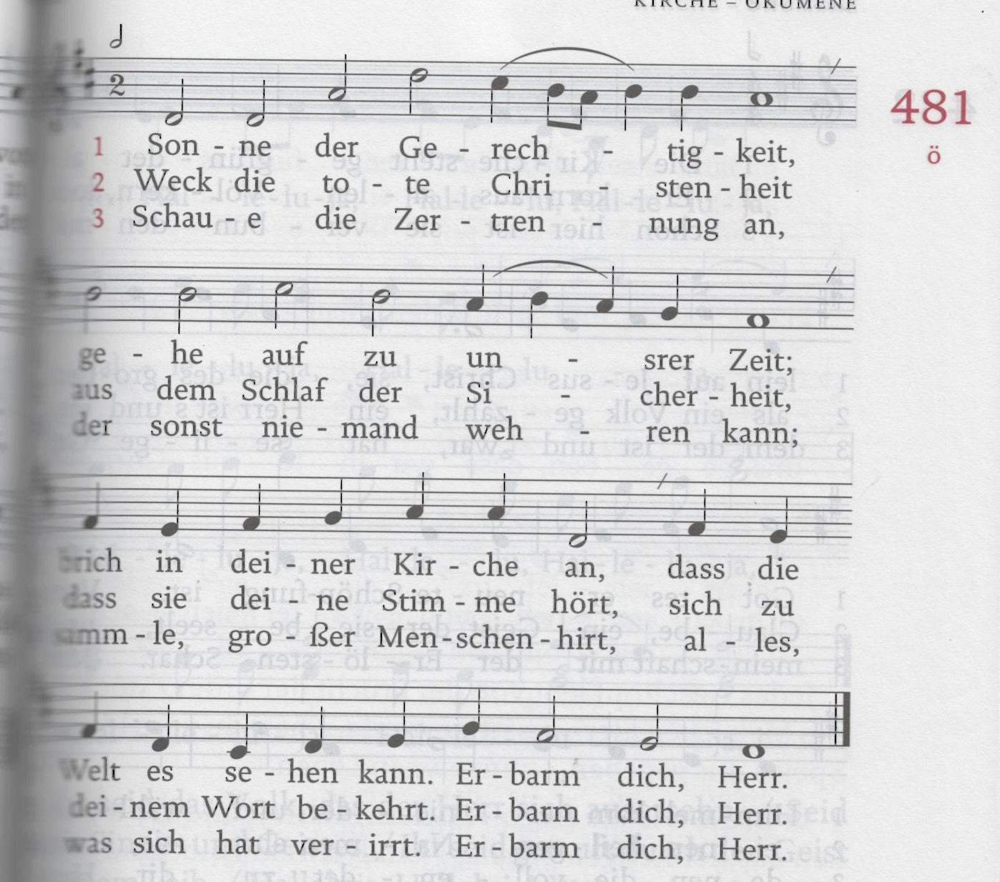 KIRCHE – ÖKUMENE
481
ö
2
1 Son - ne der Ge - rech - tig - keit,
2 Weck die to - te Chri - sten - heit
3 Schau - e die Zer - tren - nung an,
ge - he auf zu un - srer Zeit;
aus dem Schlaf der Si - cher - heit,
der sonst nie - mand weh - ren kann;
brich in dei - ner Kir - che an, dass die
dass sie dei - ne Stim - me hört, sich zu
samm - le, gro - ßer Men - schen - hirt, al - les,
Welt es se - hen kann. Er - barm dich, Herr.
dei - nem Wort be - kehrt. Er - barm dich, Herr.
was sich hat ver - irrt. Er - barm dich, Herr.